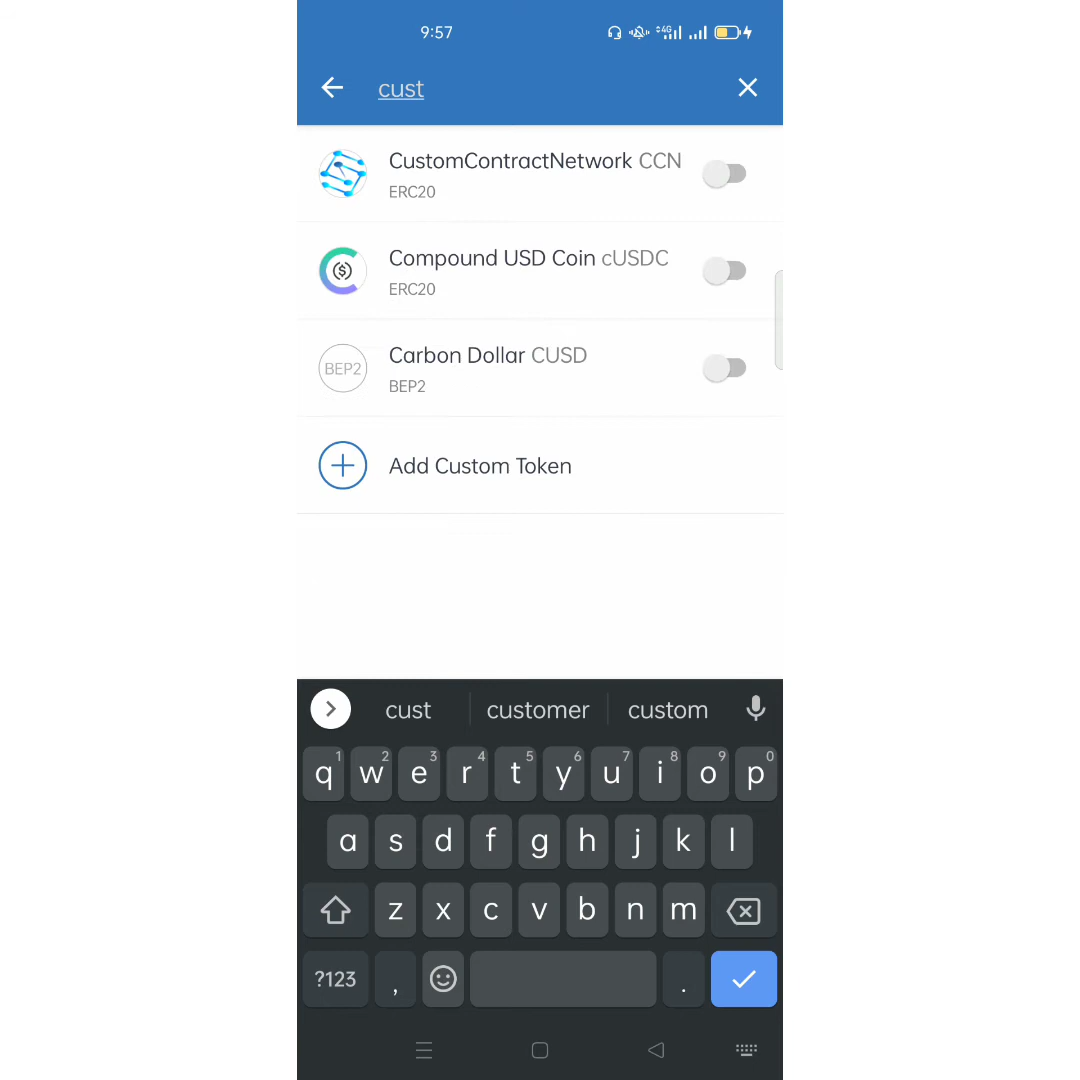 9:57
4G
cust
CustomContractNetwork CCN
ERC20
Compound USD Coin cUSDC
ERC20
BEP2
Carbon Dollar CUSD
BEP2
Add Custom Token
cust customer custom
1 2 3 4 5 6 7 8 9 0
q w e r t y u i o p
a s d f g h j k l
z x c v b n m
?123 , .